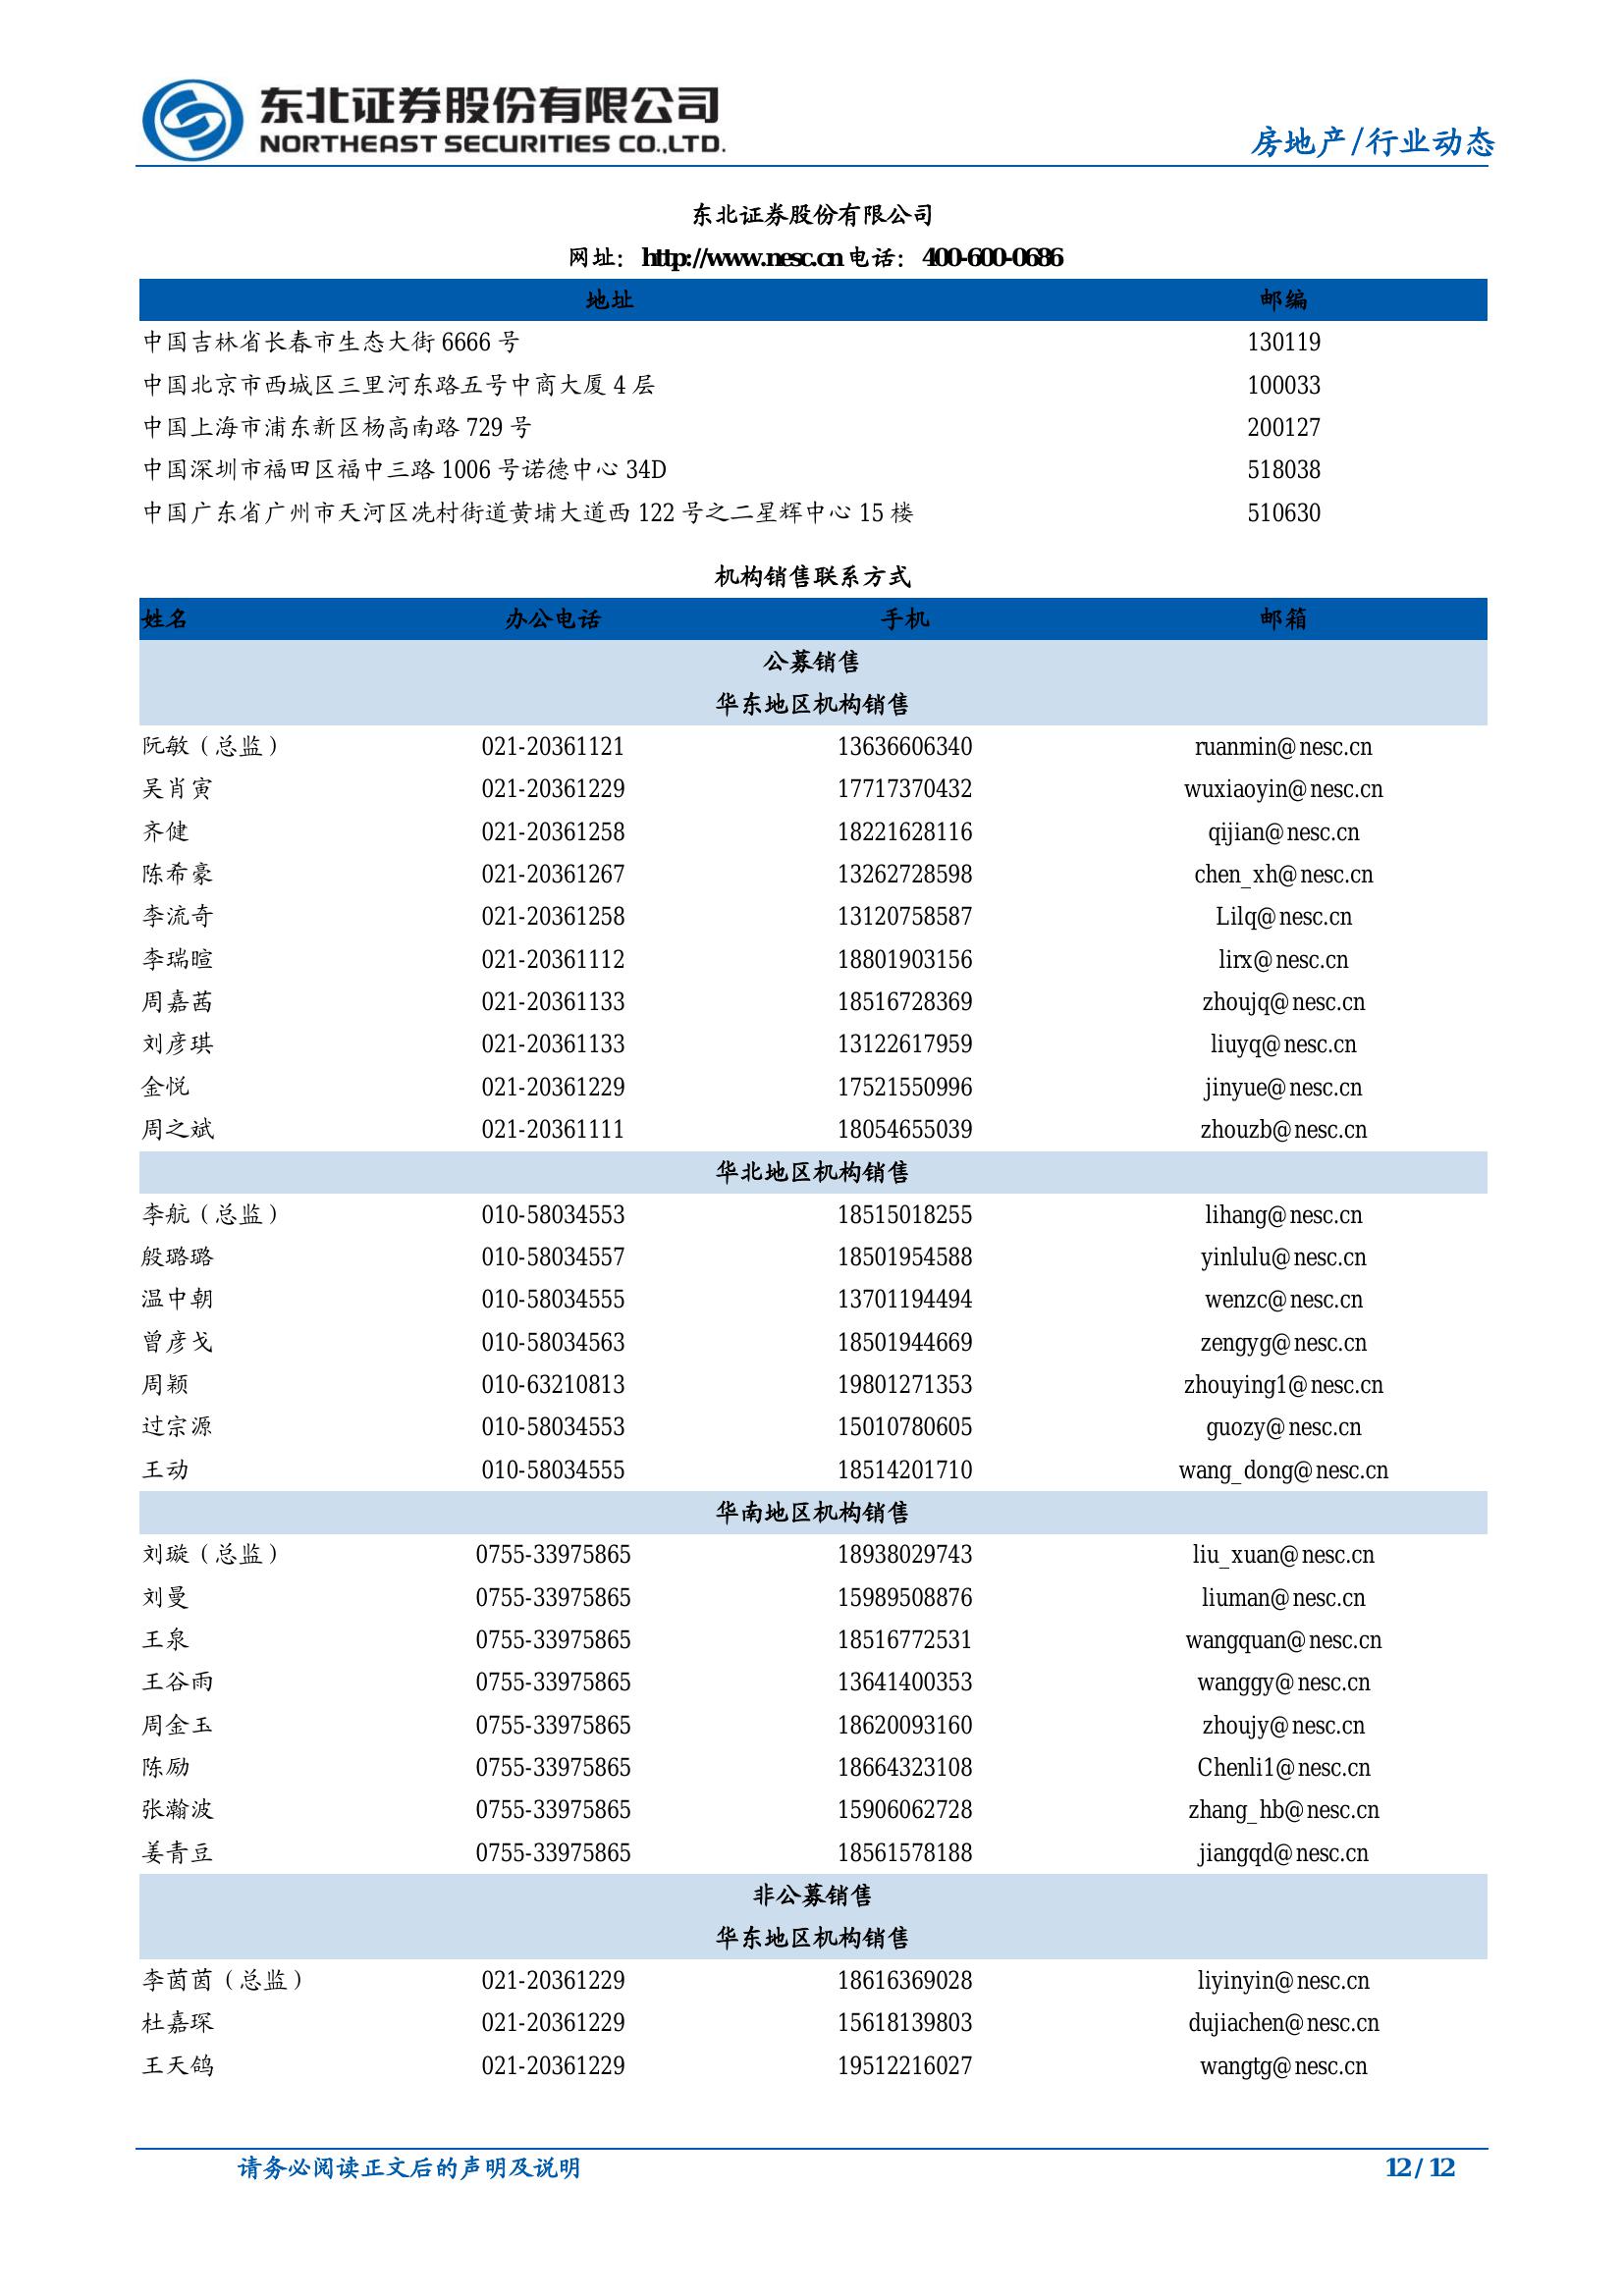 东北证券股份有限公司
NORTHEAST SECURITIES CO.,LTD.
房地产/行业动态
东北证券股份有限公司
网址：http://www.nesc.cn 电话：400-600-0686
地址 邮编
中国吉林省长春市生态大街 6666 号 130119
中国北京市西城区三里河东路五号中商大厦 4 层 100033
中国上海市浦东新区杨高南路 729 号 200127
中国深圳市福田区福中三路 1006 号诺德中心 34D 518038
中国广东省广州市天河区冼村街道黄埔大道西 122 号之二星辉中心 15 楼 510630
机构销售联系方式
姓名 办公电话 手机 邮箱
公募销售
华东地区机构销售
阮敏（总监） 021-20361121 13636606340 ruanmin@nesc.cn
吴肖寅 021-20361229 17717370432 wuxiaoyin@nesc.cn
齐健 021-20361258 18221628116 qijian@nesc.cn
陈希豪 021-20361267 13262728598 chen_xh@nesc.cn
李流奇 021-20361258 13120758587 Lilq@nesc.cn
李瑞暄 021-20361112 18801903156 lirx@nesc.cn
周嘉茜 021-20361133 18516728369 zhoujq@nesc.cn
刘彦琪 021-20361133 13122617959 liuyq@nesc.cn
金悦 021-20361229 17521550996 jinyue@nesc.cn
周之斌 021-20361111 18054655039 zhouzb@nesc.cn
华北地区机构销售
李航（总监） 010-58034553 18515018255 lihang@nesc.cn
殷璐璐 010-58034557 18501954588 yinlulu@nesc.cn
温中朝 010-58034555 13701194494 wenzc@nesc.cn
曾彦戈 010-58034563 18501944669 zengyg@nesc.cn
周颖 010-63210813 19801271353 zhouying1@nesc.cn
过宗源 010-58034553 15010780605 guozy@nesc.cn
王动 010-58034555 18514201710 wang_dong@nesc.cn
华南地区机构销售
刘璇（总监） 0755-33975865 18938029743 liu_xuan@nesc.cn
刘曼 0755-33975865 15989508876 liuman@nesc.cn
王泉 0755-33975865 18516772531 wangquan@nesc.cn
王谷雨 0755-33975865 13641400353 wanggy@nesc.cn
周金玉 0755-33975865 18620093160 zhoujy@nesc.cn
陈励 0755-33975865 18664323108 Chenli1@nesc.cn
张瀚波 0755-33975865 15906062728 zhang_hb@nesc.cn
姜青豆 0755-33975865 18561578188 jiangqd@nesc.cn
非公募销售
华东地区机构销售
李茵茵（总监） 021-20361229 18616369028 liyinyin@nesc.cn
杜嘉琛 021-20361229 15618139803 dujiachen@nesc.cn
王天鸽 021-20361229 19512216027 wangtg@nesc.cn
请务必阅读正文后的声明及说明 12 / 12